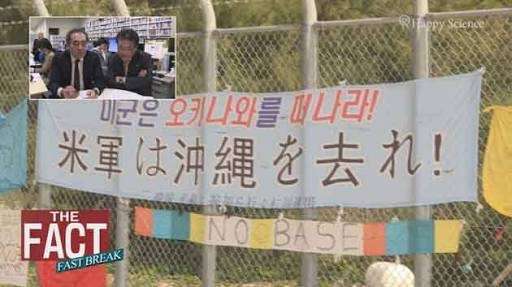 Happy Science
미군은 오키나와를 떠나라!
米軍は沖縄を去れ!
NO BASE
THE
FACT
FAST BREAK